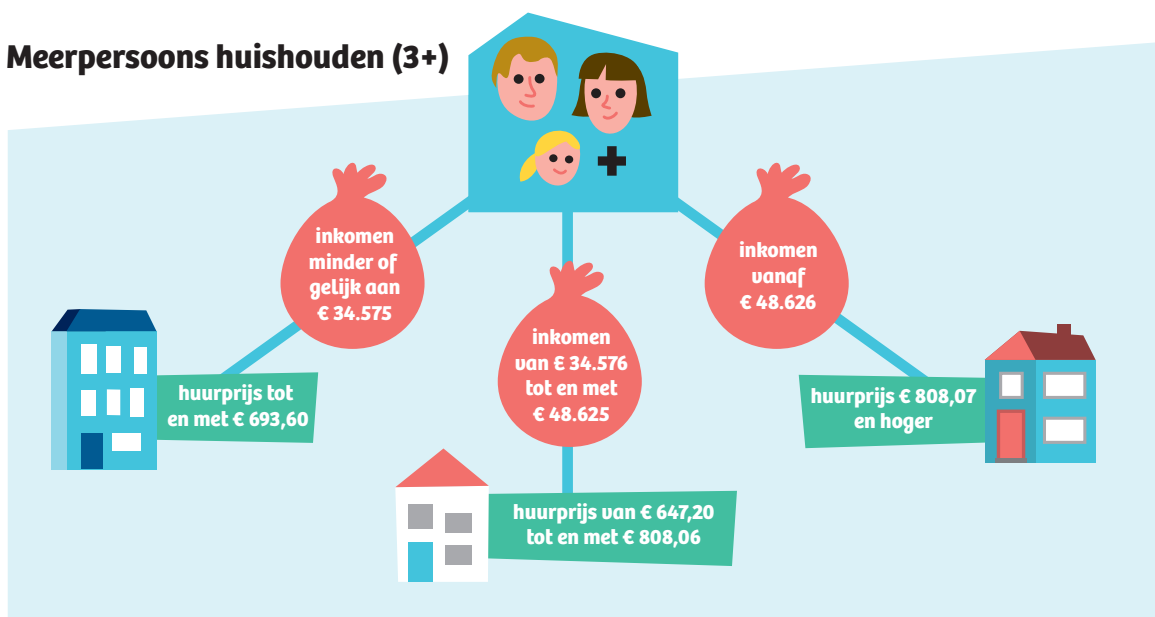 Meerpersoons huishouden (3+)
inkomen
minder of
gelijk aan
€ 34.575
inkomen
van € 34.576
tot en met
€ 48.625
inkomen
vanaf
€ 48.626
huurprijs tot
en met € 693,60
huurprijs van € 647,20
tot en met € 808,06
huurprijs € 808,07
en hoger